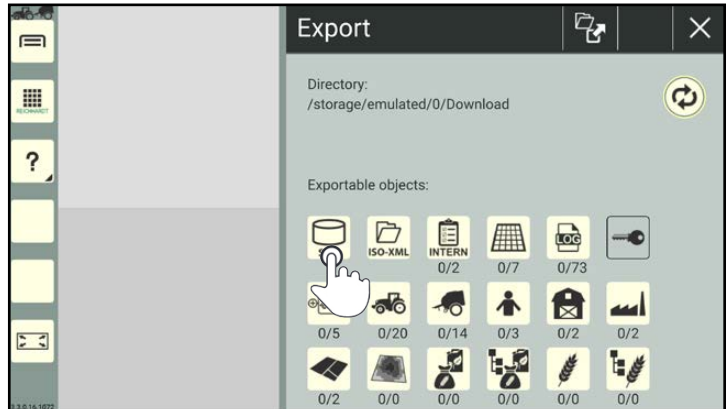 Export
Directory:
/storage/emulated/0/Download
REICHHARDT
?
Exportable objects:
ISO-XML
INTERN
LOG
0/2
0/7
0/73
0/5
0/20
0/14
0/3
0/2
0/2
0/2
0/0
0/0
0/0
0/0
0/0